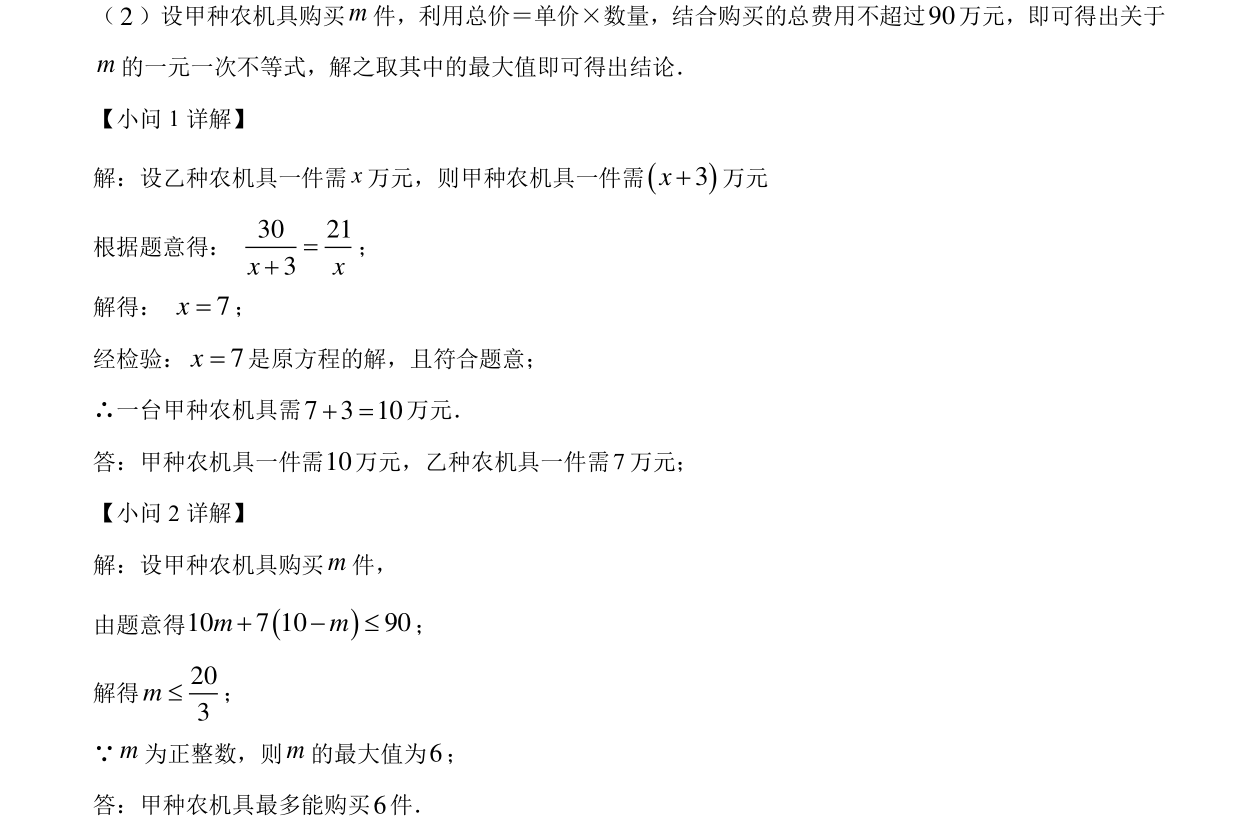 （2）设甲种农机具购买 m 件，利用总价＝单价×数量，结合购买的总费用不超过90万元，即可得出关于
m 的一元一次不等式，解之取其中的最大值即可得出结论．
【小问 1 详解】
解：设乙种农机具一件需 x 万元，则甲种农机具一件需(x+3)万元
根据题意得： 30/(x+3) = 21/x；
解得： x = 7；
经检验： x = 7是原方程的解，且符合题意；
∴一台甲种农机具需7+3=10万元．
答：甲种农机具一件需10万元，乙种农机具一件需 7 万元；
【小问 2 详解】
解：设甲种农机具购买 m 件，
由题意得10m+7(10−m)≤90；
解得 m ≤ 20/3；
∵ m 为正整数，则 m 的最大值为6；
答：甲种农机具最多能购买6件．